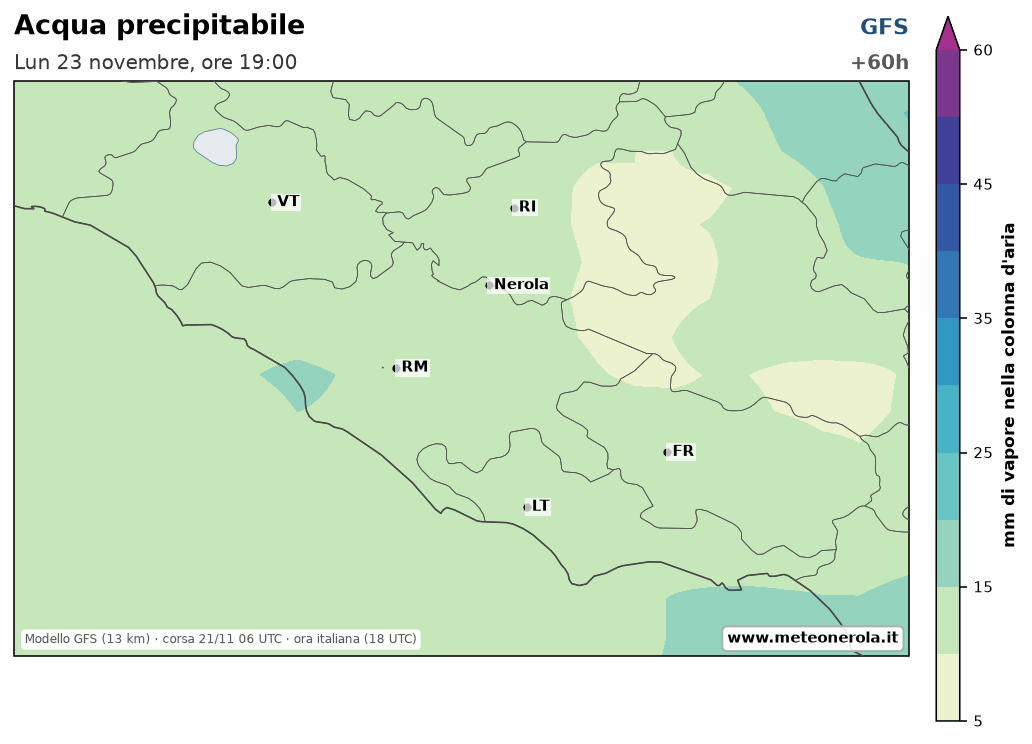 Acqua precipitabile
GFS
Lun 23 novembre, ore 19:00
+60h
60
45
35
25
15
5
mm di vapore nella colonna d'aria
VT
RI
Nerola
RM
FR
LT
Modello GFS (13 km) · corsa 21/11 06 UTC · ora italiana (18 UTC)
www.meteonerola.it